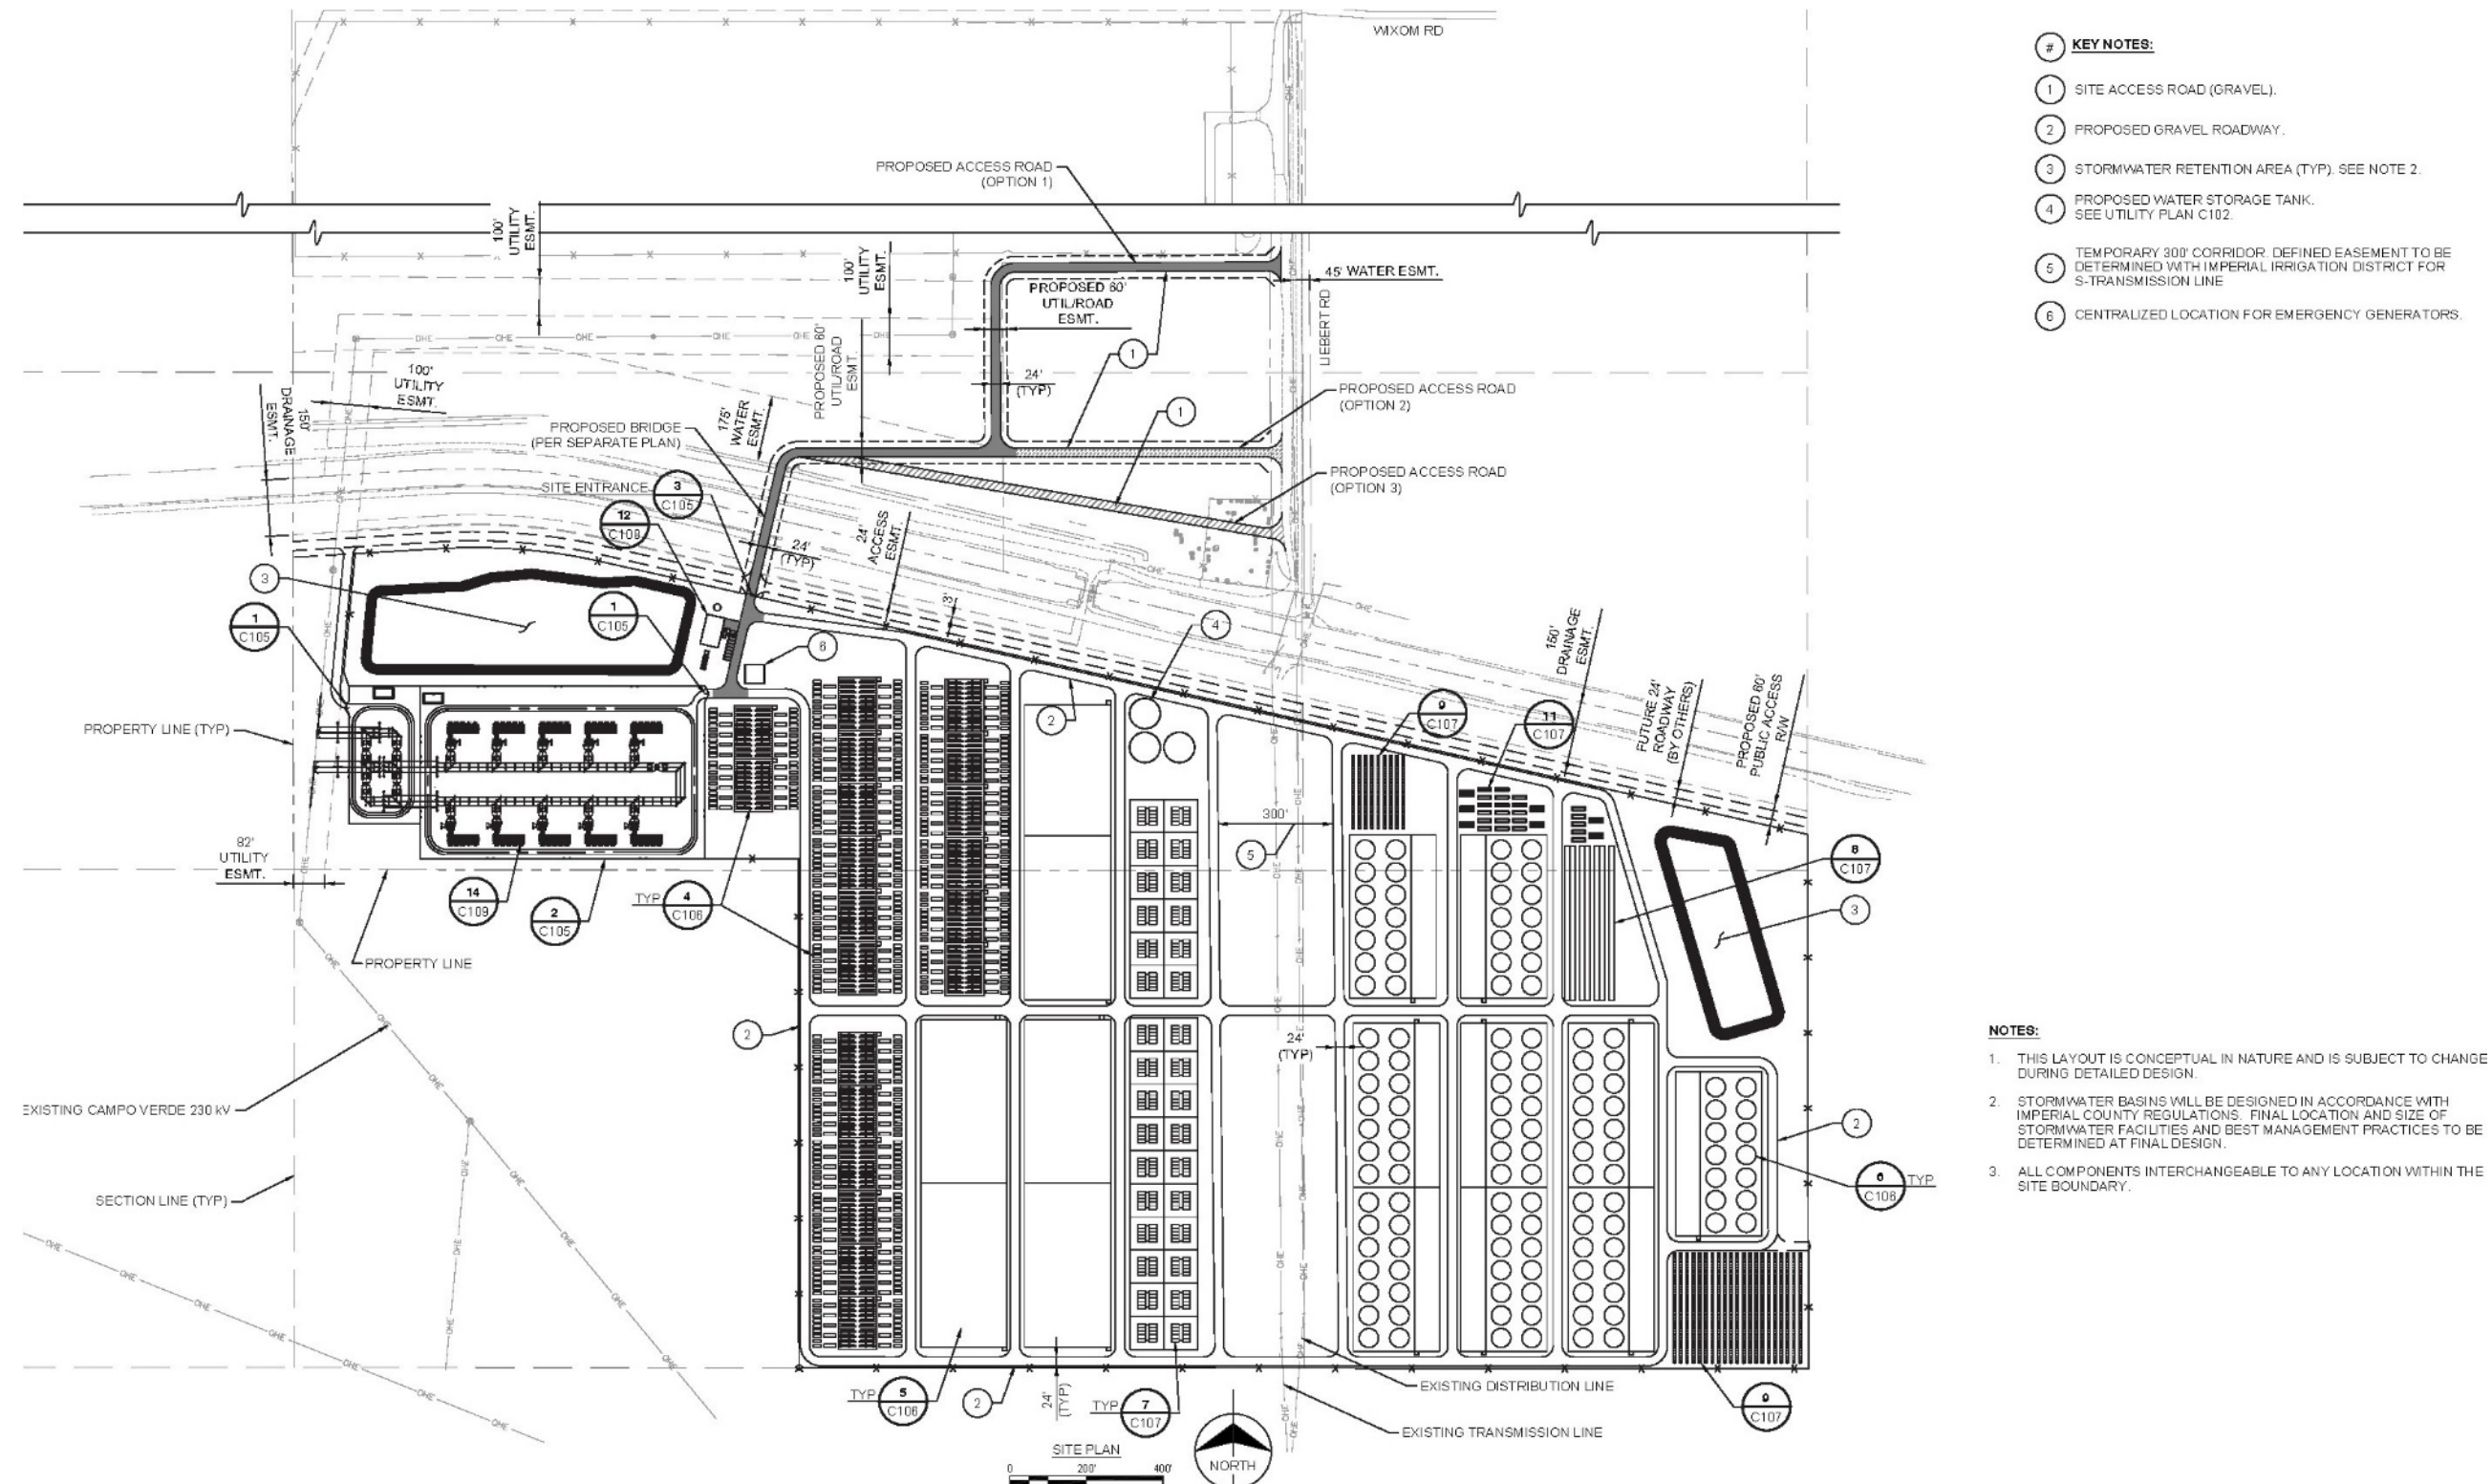 WIXOM RD
# KEY NOTES:
1 SITE ACCESS ROAD (GRAVEL).
2 PROPOSED GRAVEL ROADWAY.
3 STORMWATER RETENTION AREA (TYP). SEE NOTE 2.
4 PROPOSED WATER STORAGE TANK.
SEE UTILITY PLAN C102.
5 TEMPORARY 300' CORRIDOR. DEFINED EASEMENT TO BE
DETERMINED WITH IMPERIAL IRRIGATION DISTRICT FOR
S-TRANSMISSION LINE
6 CENTRALIZED LOCATION FOR EMERGENCY GENERATORS.
PROPOSED ACCESS ROAD
(OPTION 1)
100'
UTILITY
ESMT.
100'
UTILITY
ESMT.
45' WATER ESMT.
PROPOSED 60'
UTIL/ROAD
ESMT.
LIEBERT RD
PROPOSED 60'
UTIL/ROAD
ESMT.
1
24'
(TYP)
100'
UTILITY
ESMT.
150'
DRAINAGE
ESMT.
175'
WATER
ESMT.
PROPOSED ACCESS ROAD
(OPTION 2)
1
PROPOSED BRIDGE
(PER SEPARATE PLAN)
PROPOSED ACCESS ROAD
(OPTION 3)
SITE ENTRANCE
3
C105
12
C108
24'
(TYP)
24'
ACCESS
ESMT.
3
1
C105
1
C105
33'
6
4
150'
DRAINAGE
ESMT.
FUTURE 24'
ROADWAY
(BY OTHERS)
PROPOSED 60'
PUBLIC ACCESS
R/W
PROPERTY LINE (TYP)
2
9
C107
11
C107
300'
5
82'
UTILITY
ESMT.
8
C107
14
C109
2
C105
TYP
4
C106
3
PROPERTY LINE
2
24'
(TYP)
EXISTING CAMPO VERDE 230 kV
2
SECTION LINE (TYP)
6
C106
TYP
NOTES:
1. THIS LAYOUT IS CONCEPTUAL IN NATURE AND IS SUBJECT TO CHANGE
DURING DETAILED DESIGN.
2. STORMWATER BASINS WILL BE DESIGNED IN ACCORDANCE WITH
IMPERIAL COUNTY REGULATIONS. FINAL LOCATION AND SIZE OF
STORMWATER FACILITIES AND BEST MANAGEMENT PRACTICES TO BE
DETERMINED AT FINAL DESIGN.
3. ALL COMPONENTS INTERCHANGEABLE TO ANY LOCATION WITHIN THE
SITE BOUNDARY.
TYP
5
C106
2
24'
(TYP)
TYP
7
C107
EXISTING DISTRIBUTION LINE
9
C107
EXISTING TRANSMISSION LINE
SITE PLAN
0 200' 400'
NORTH